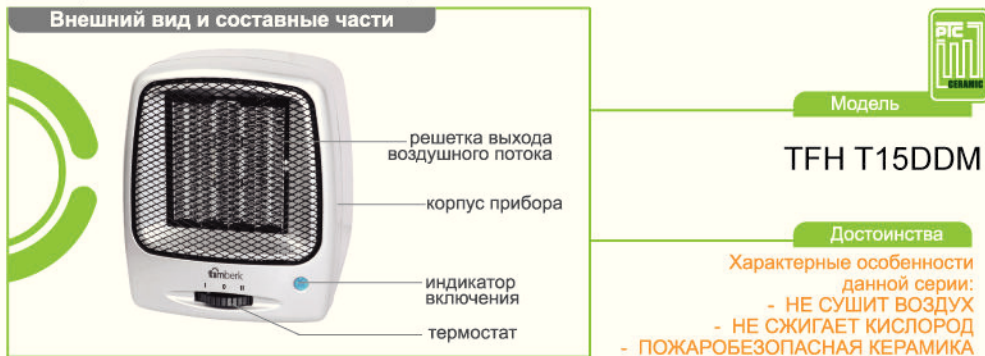 Внешний вид и составные части
PTC
CERAMIC
Модель
TFH T15DDM
решетка выхода
воздушного потока
корпус прибора
timberk
I 0 II
индикатор
включения
термостат
Достоинства
Характерные особенности
данной серии:
- НЕ СУШИТ ВОЗДУХ
- НЕ СЖИГАЕТ КИСЛОРОД
- ПОЖАРОБЕЗОПАСНАЯ КЕРАМИКА